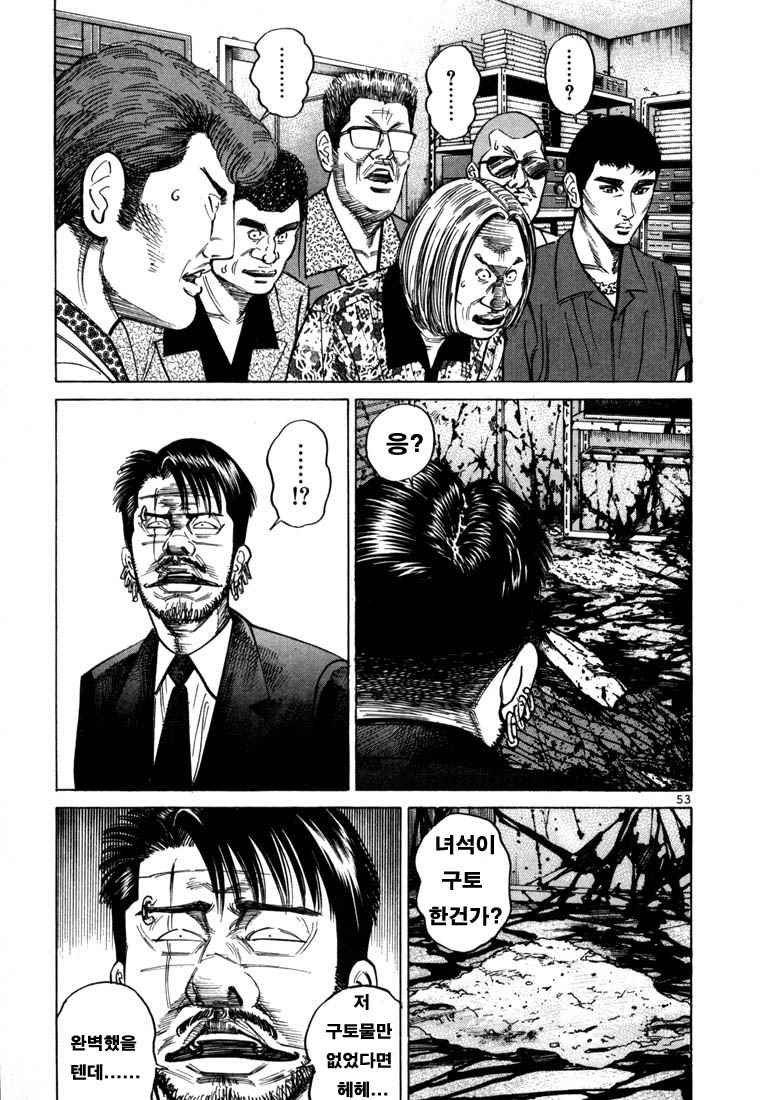 ……?
?……
……
응?
……!?
53
녀석이
구토
한건가?
저
구토물만
없었다면
헤헤...
완벽했을
텐데......